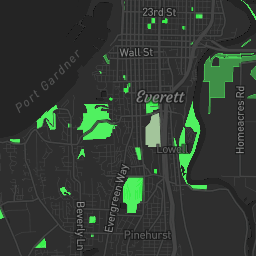 23rd St
Wall St
Port Gardner
Everett
Homeacres Rd
Lowell
Evergreen Way
Beverly Ln
Pinehurst